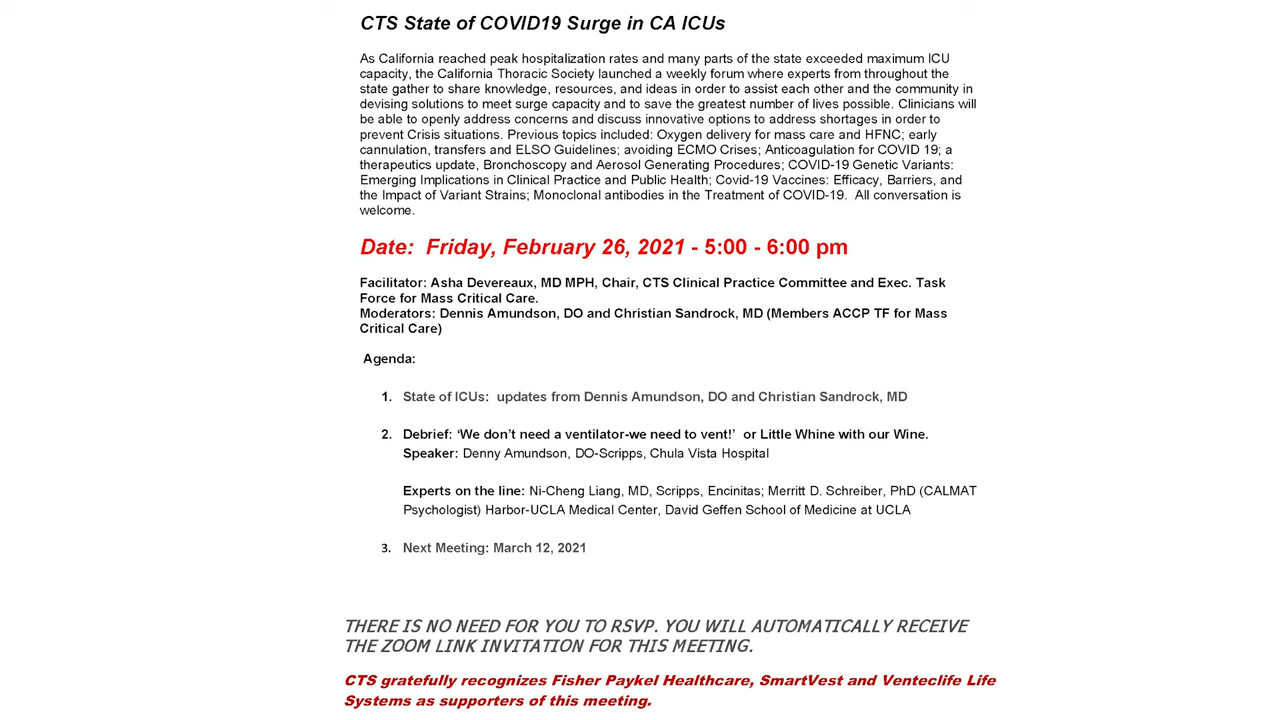 CTS State of COVID19 Surge in CA ICUs
As California reached peak hospitalization rates and many parts of the state exceeded maximum ICU
capacity, the California Thoracic Society launched a weekly forum where experts from throughout the
state gather to share knowledge, resources, and ideas in order to assist each other and the community in
devising solutions to meet surge capacity and to save the greatest number of lives possible. Clinicians will
be able to openly address concerns and discuss innovative options to address shortages in order to
prevent Crisis situations. Previous topics included: Oxygen delivery for mass care and HFNC; early
cannulation, transfers and ELSO Guidelines; avoiding ECMO Crises; Anticoagulation for COVID 19; a
therapeutics update, Bronchoscopy and Aerosol Generating Procedures; COVID-19 Genetic Variants:
Emerging Implications in Clinical Practice and Public Health; Covid-19 Vaccines: Efficacy, Barriers, and
the Impact of Variant Strains; Monoclonal antibodies in the Treatment of COVID-19.  All conversation is
welcome.
Date:  Friday, February 26, 2021 - 5:00 - 6:00 pm
Facilitator: Asha Devereaux, MD MPH, Chair, CTS Clinical Practice Committee and Exec. Task
Force for Mass Critical Care.
Moderators: Dennis Amundson, DO and Christian Sandrock, MD (Members ACCP TF for Mass
Critical Care)
Agenda:
1. State of ICUs:  updates from Dennis Amundson, DO and Christian Sandrock, MD
2. Debrief: ‘We don’t need a ventilator-we need to vent!’  or Little Whine with our Wine.
Speaker: Denny Amundson, DO-Scripps, Chula Vista Hospital
Experts on the line: Ni-Cheng Liang, MD, Scripps, Encinitas; Merritt D. Schreiber, PhD (CALMAT
Psychologist) Harbor-UCLA Medical Center, David Geffen School of Medicine at UCLA
3. Next Meeting: March 12, 2021
THERE IS NO NEED FOR YOU TO RSVP. YOU WILL AUTOMATICALLY RECEIVE
THE ZOOM LINK INVITATION FOR THIS MEETING.
CTS gratefully recognizes Fisher Paykel Healthcare, SmartVest and Venteclife Life
Systems as supporters of this meeting.